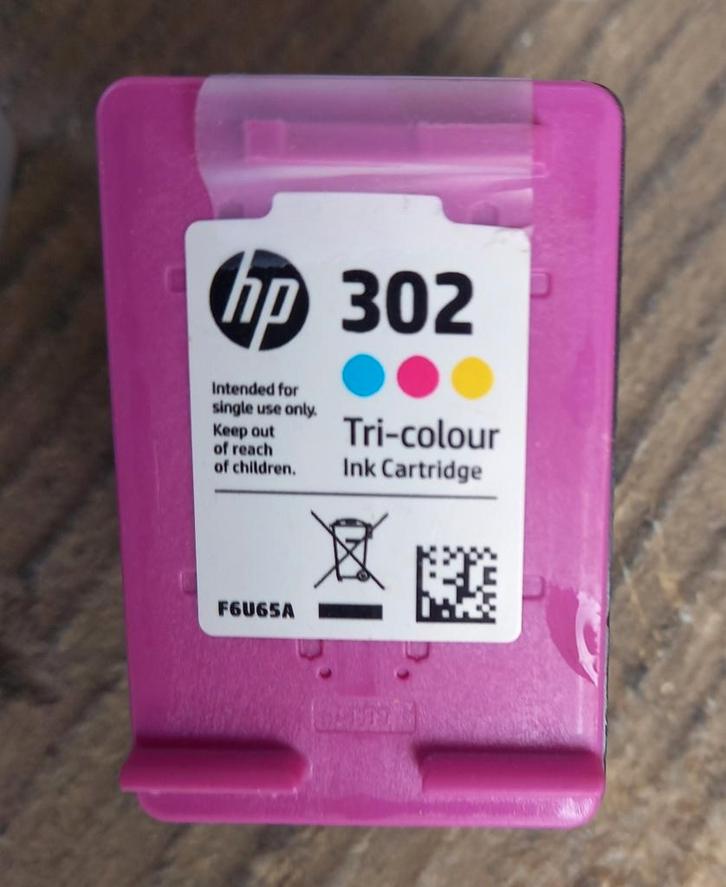 hp
302
Intended for
single use only.
Keep out
of reach
of children.
Tri-colour
Ink Cartridge
F6U65A